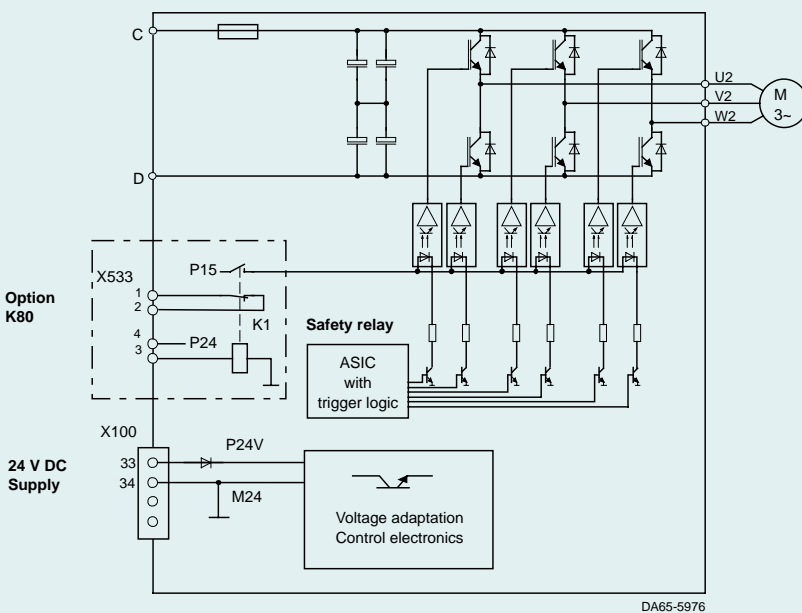 C
D
U2
V2
W2
M
3~
Option
K80
X533
1
2
4
3
P15
K1
P24
Safety relay
ASIC
with
trigger logic
X100
24 V DC
Supply
33
34
P24V
M24
Voltage adaptation
Control electronics
DA65-5976